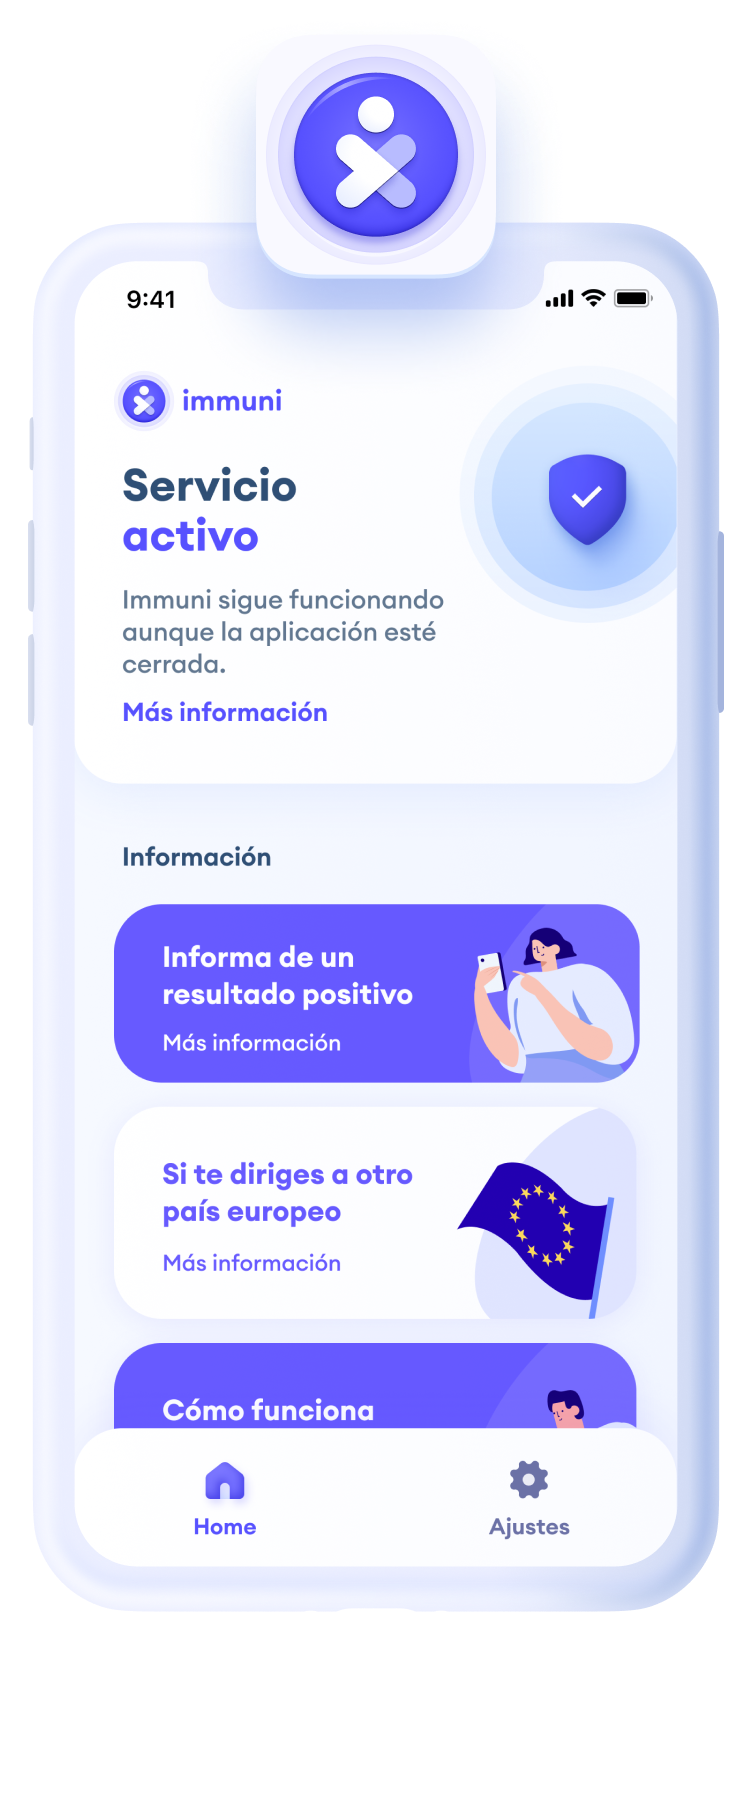 9:41
immuni
Servicio
activo
Immuni sigue funcionando
aunque la aplicación esté
cerrada.
Más información
Información
Informa de un
resultado positivo
Más información
Si te diriges a otro
país europeo
Más información
Cómo funciona
Home
Ajustes